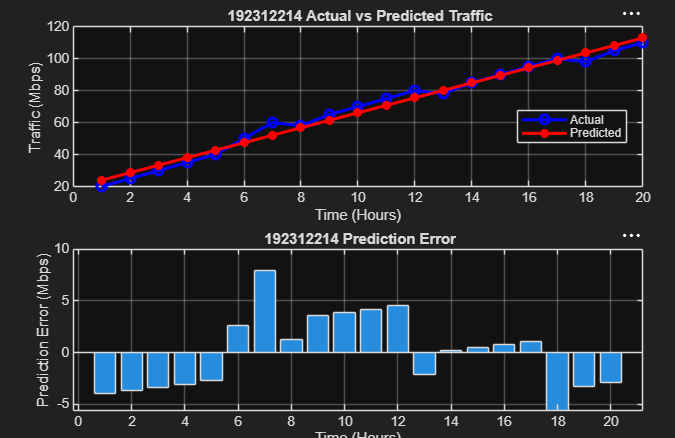 192312214 Actual vs Predicted Traffic
120
100
80
60
40
20
Traffic (Mbps)
Actual
Predicted
0 2 4 6 8 10 12 14 16 18 20
Time (Hours)
192312214 Prediction Error
10
5
0
-5
Prediction Error (Mbps)
0 2 4 6 8 10 12 14 16 18 20
Time (Hours)